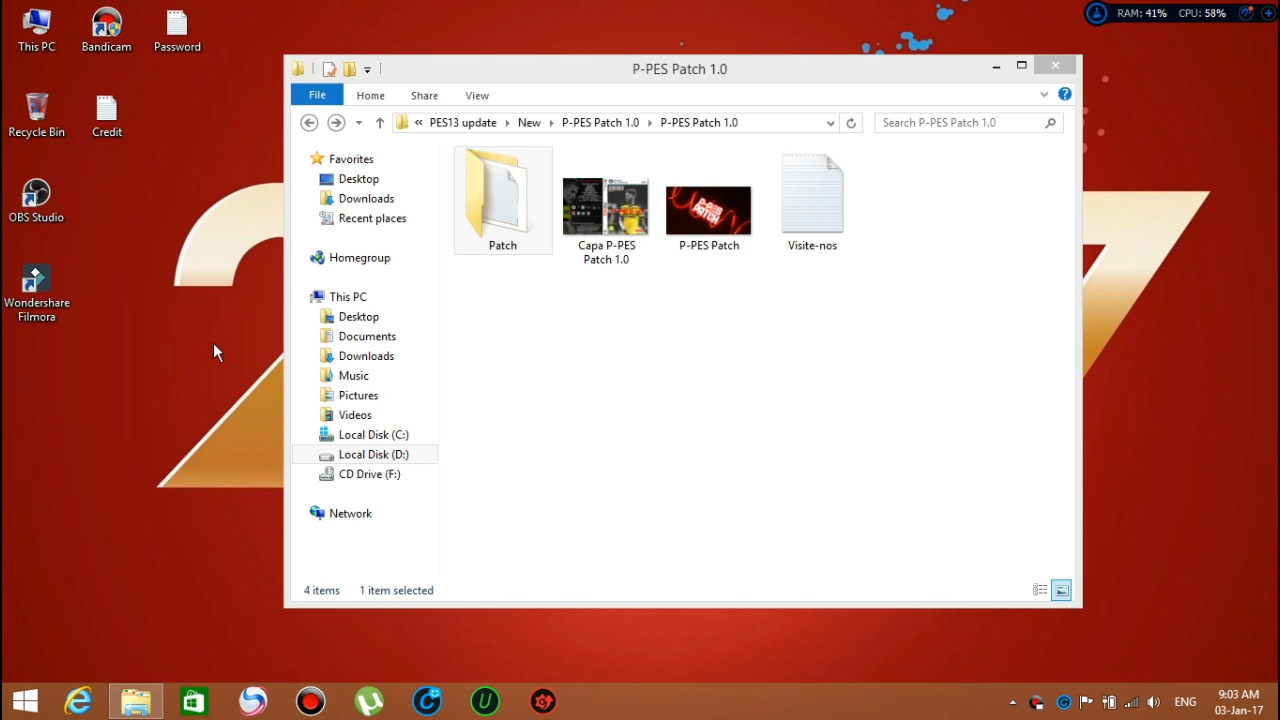 This PC
Bandicam
Password
RAM: 41%
CPU: 58%
P-PES Patch 1.0
File
Home
Share
View
« PES13 update
New
P-PES Patch 1.0
P-PES Patch 1.0
Search P-PES Patch 1.0
Recycle Bin
Credit
OBS Studio
Wondershare
Filmora
Favorites
Desktop
Downloads
Recent places
Homegroup
This PC
Desktop
Documents
Downloads
Music
Pictures
Videos
Local Disk (C:)
Local Disk (D:)
CD Drive (F:)
Network
P-PES
PATCH
Patch
Capa P-PES
Patch 1.0
P-PES Patch
Visite-nos
4 items
1 item selected
ENG
9:03 AM
03-Jan-17